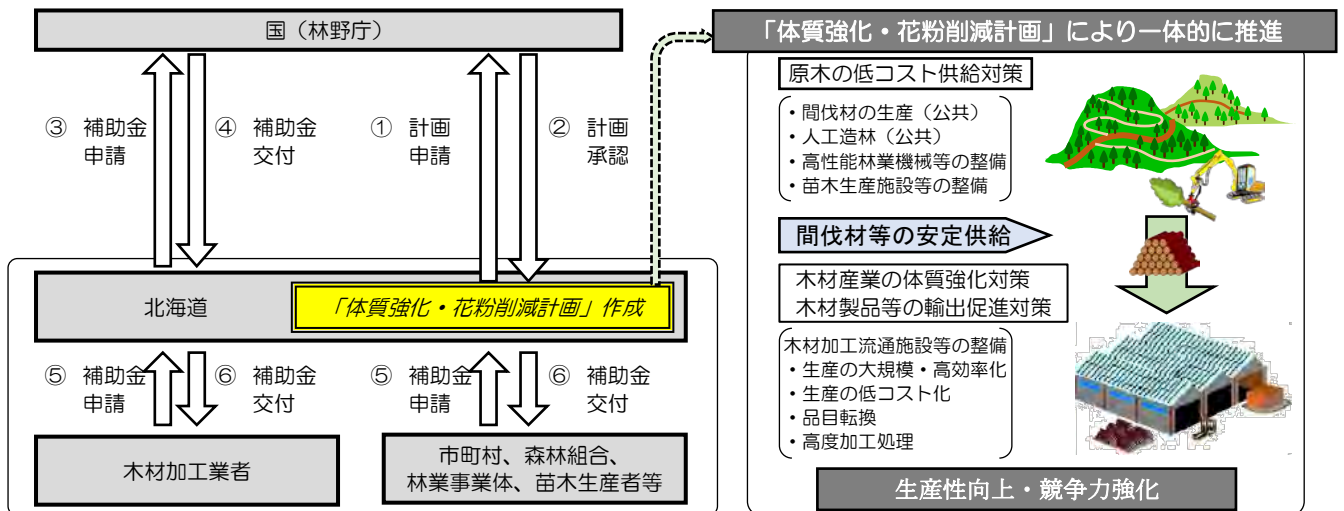 国（林野庁）
③ 補助金
申請
④ 補助金
交付
① 計画
申請
② 計画
承認
北海道
「体質強化・花粉削減計画」作成
⑤ 補助金
申請
⑥ 補助金
交付
⑤ 補助金
申請
⑥ 補助金
交付
木材加工業者
市町村、森林組合、
林業事業体、苗木生産者等
「体質強化・花粉削減計画」により一体的に推進
原木の低コスト供給対策
・間伐材の生産（公共）
・人工造林（公共）
・高性能林業機械等の整備
・苗木生産施設等の整備
間伐材等の安定供給
木材産業の体質強化対策
木材製品等の輸出促進対策
木材加工流通施設等の整備
・生産の大規模・高効率化
・生産の低コスト化
・品目転換
・高度加工処理
生産性向上・競争力強化